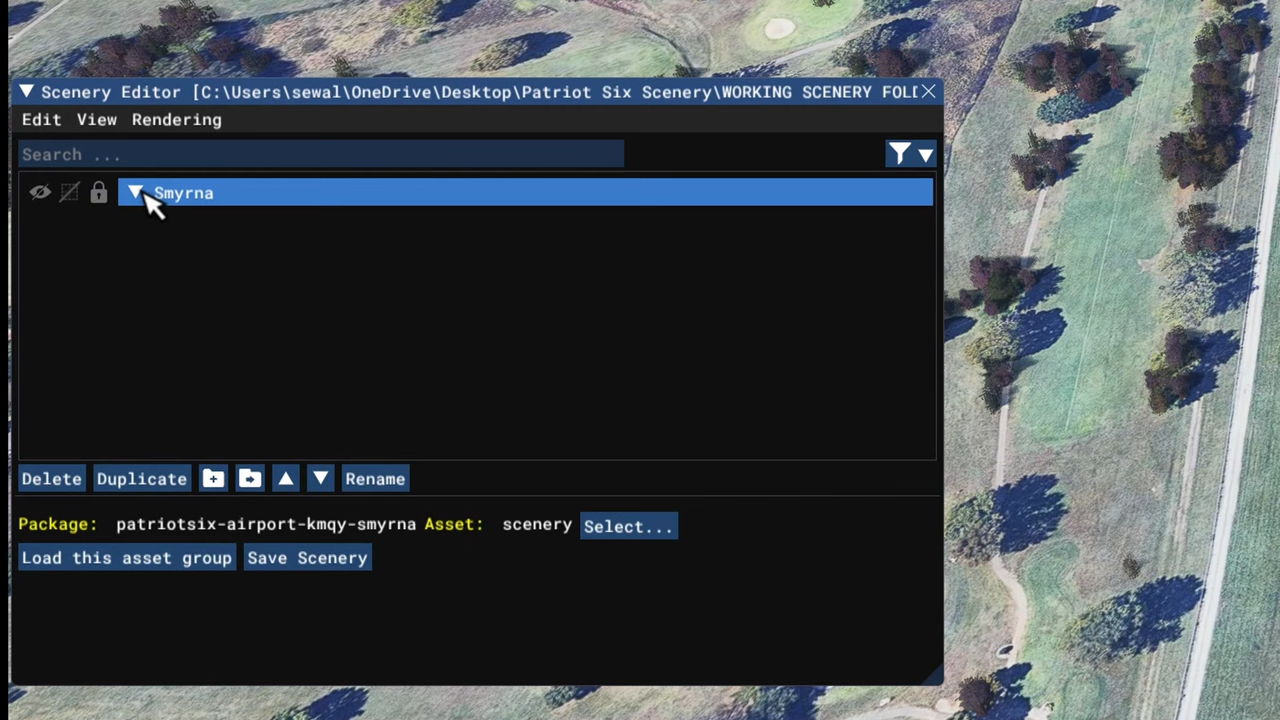 Scenery Editor [C:\Users\sewal\OneDrive\Desktop\Patriot Six Scenery\WORKING SCENERY FOLD
Edit View Rendering
Search ...
Smyrna
Delete Duplicate Rename
Package: patriotsix-airport-kmqy-smyrna Asset: scenery Select...
Load this asset group Save Scenery